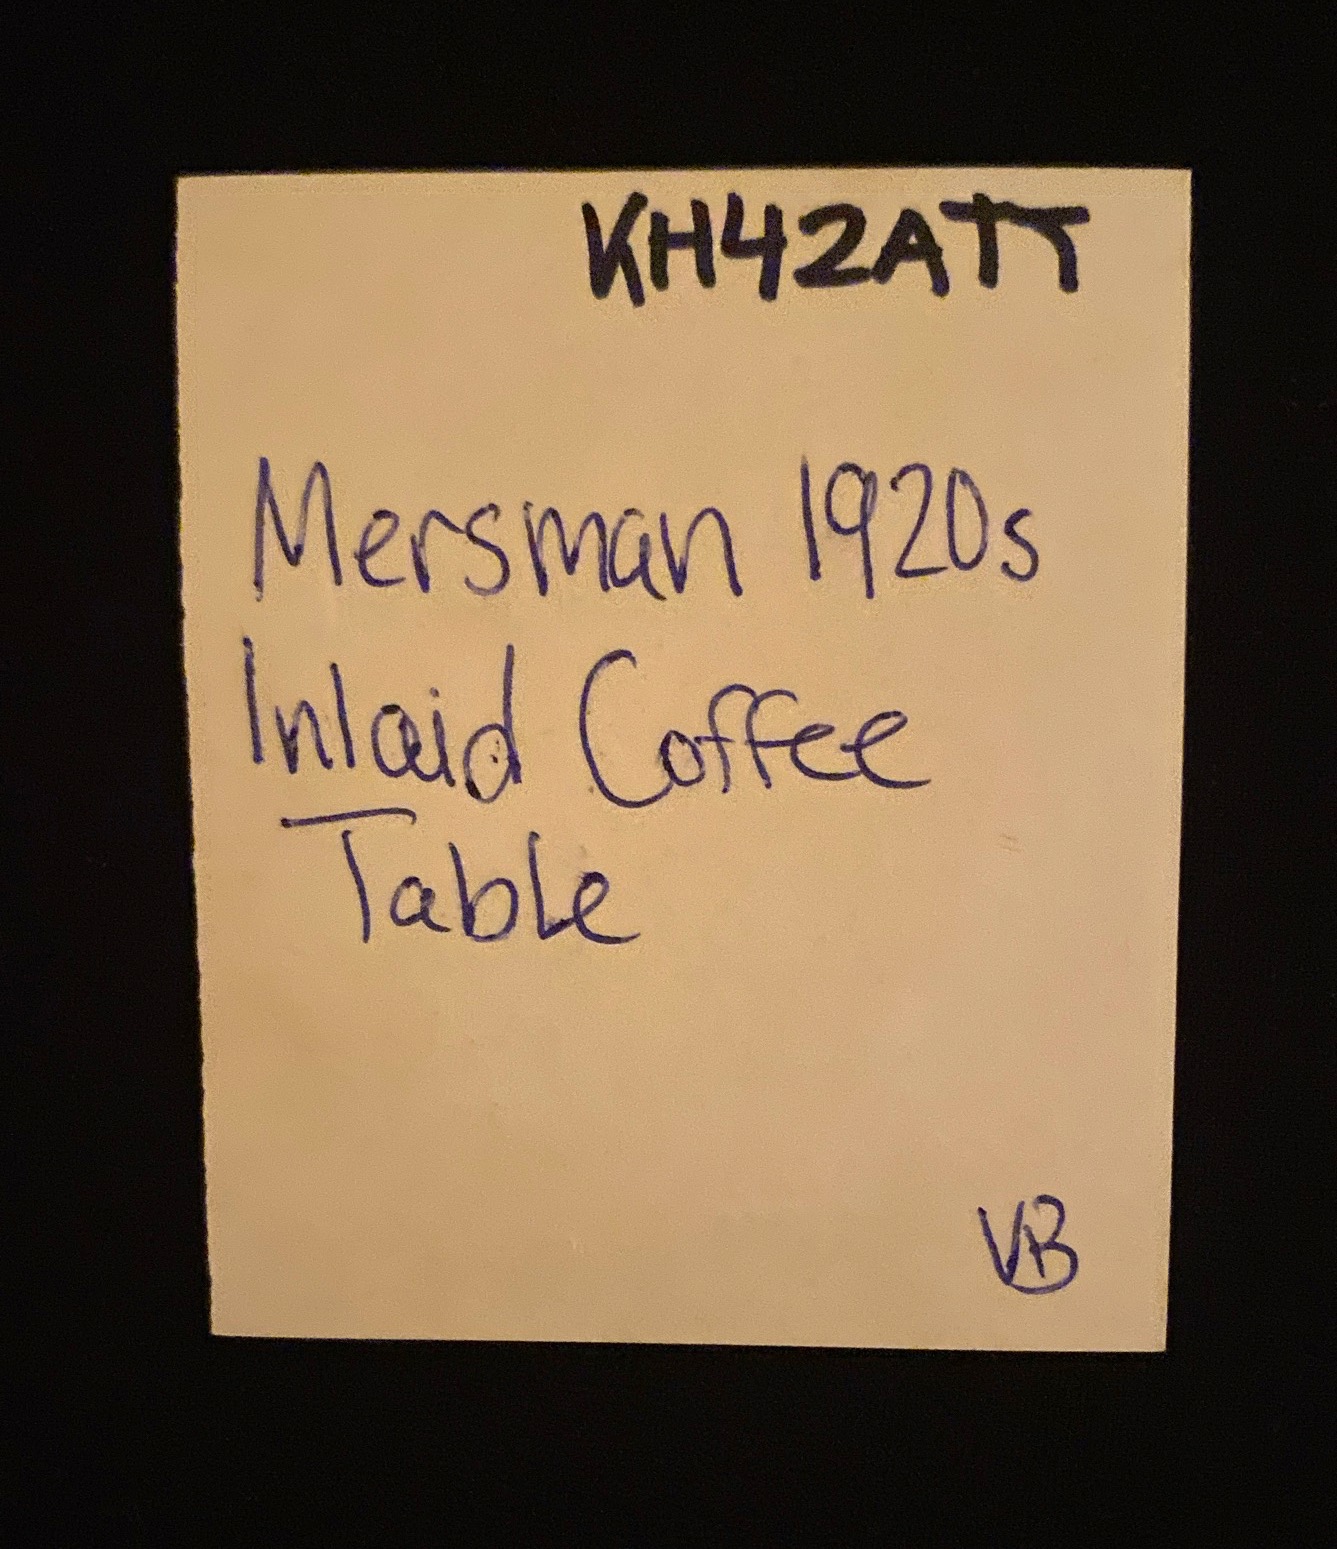 KH42ATT
Mersman 1920s
Inlaid Coffee
Table
VB